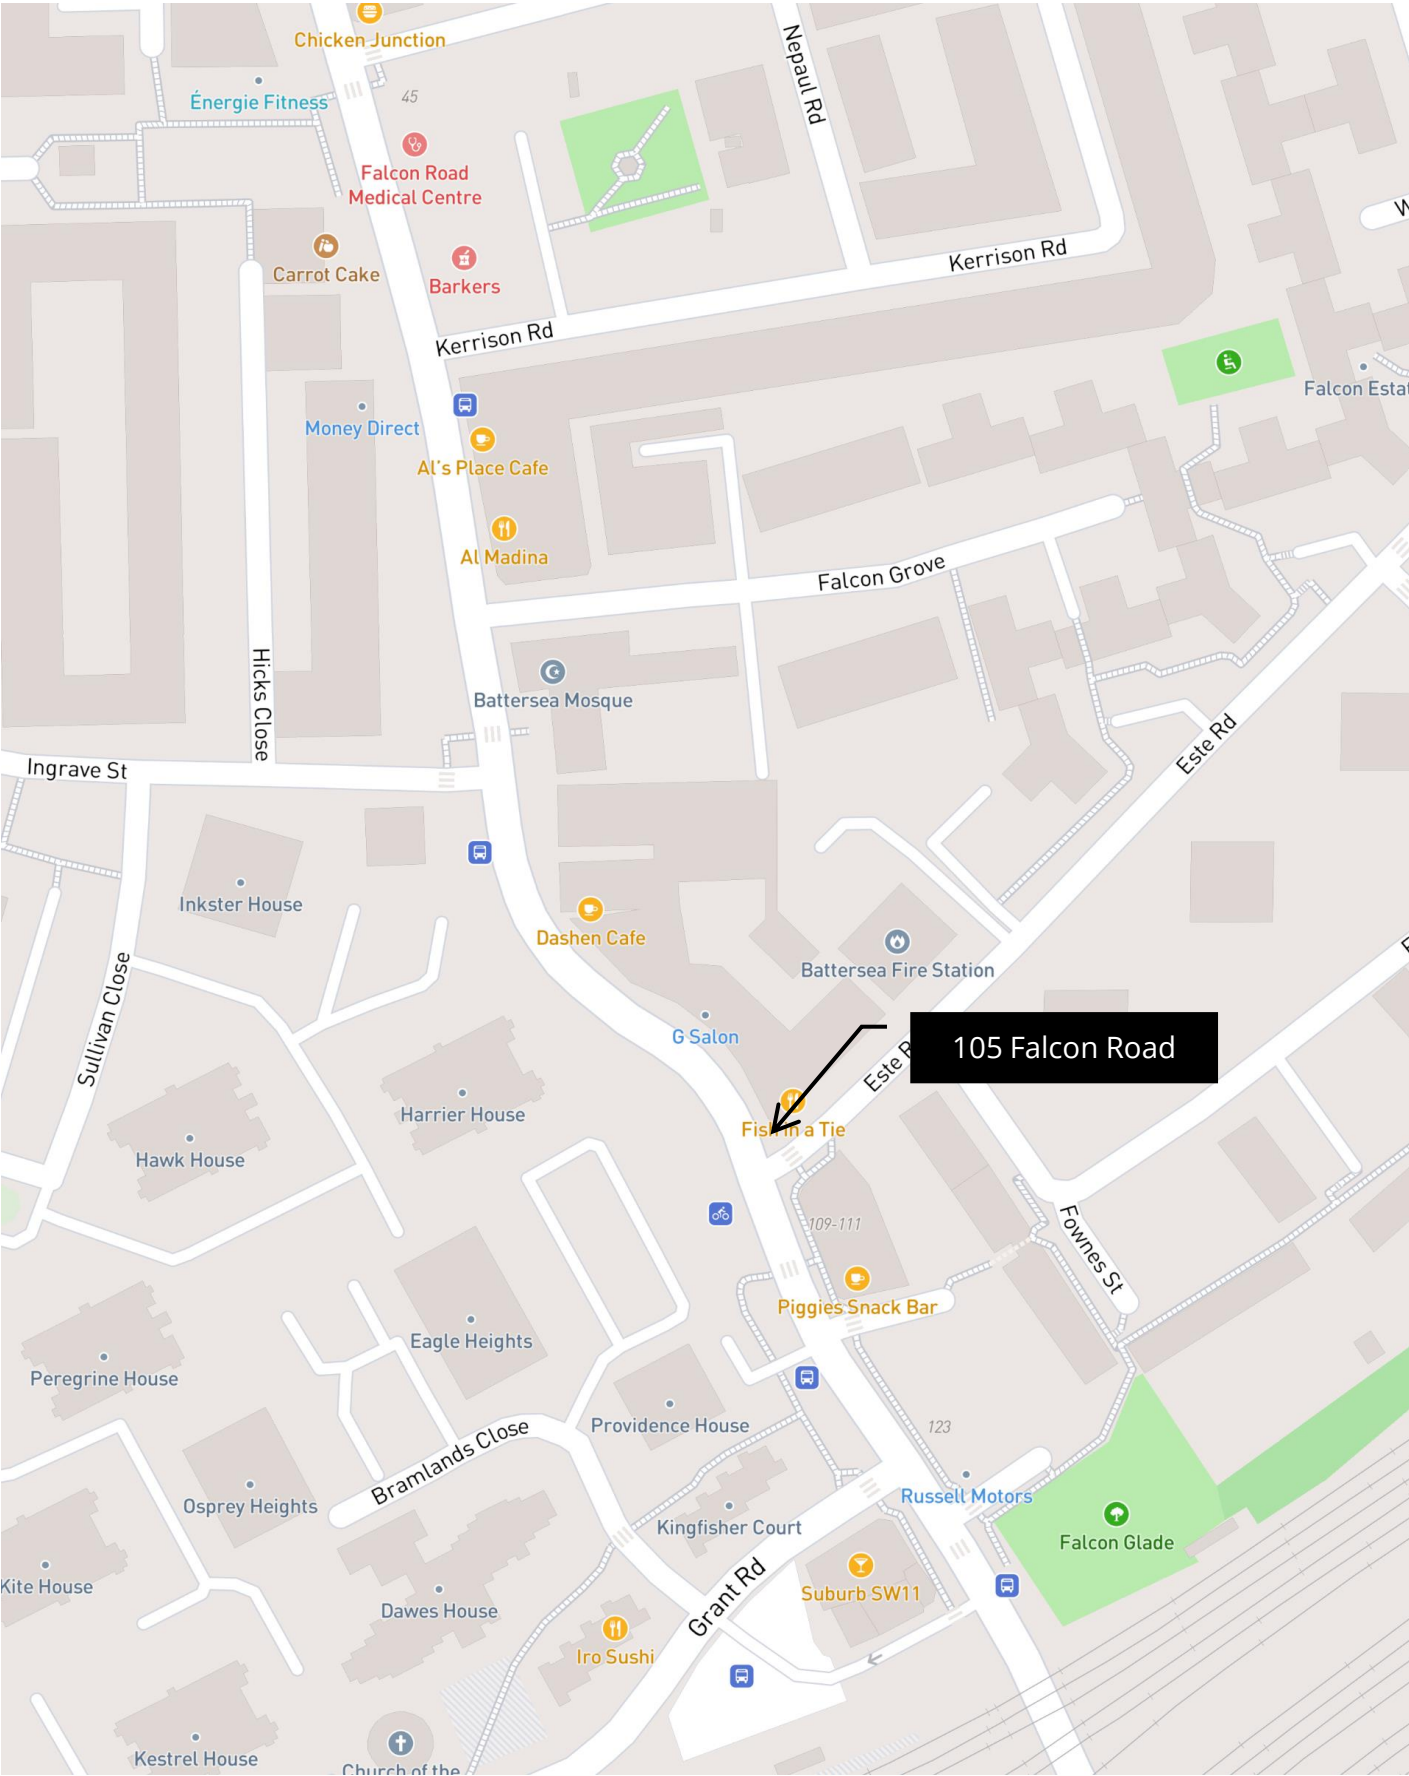 Chicken Junction
Énergie Fitness
45
Nepaul Rd
Falcon Road
Medical Centre
Carrot Cake
Barkers
Kerrison Rd
Kerrison Rd
Money Direct
Falcon Estat
Al's Place Cafe
Al Madina
Falcon Grove
Hicks Close
Battersea Mosque
Este Rd
Ingrave St
Inkster House
Dashen Cafe
Battersea Fire Station
Sullivan Close
G Salon
105 Falcon Road
Este R
Harrier House
Fish in a Tie
Hawk House
109-111
Fownes St
Piggies Snack Bar
Eagle Heights
Peregrine House
Providence House
123
Bramlands Close
Russell Motors
Osprey Heights
Kingfisher Court
Falcon Glade
Kite House
Dawes House
Grant Rd
Suburb SW11
Iro Sushi
Kestrel House
Church of the